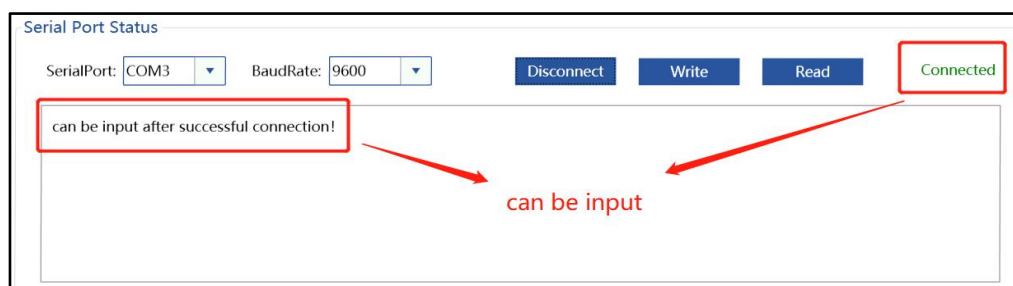 Serial Port Status
SerialPort: COM3 BaudRate: 9600 Disconnect Write Read Connected
can be input after successful connection!
can be input